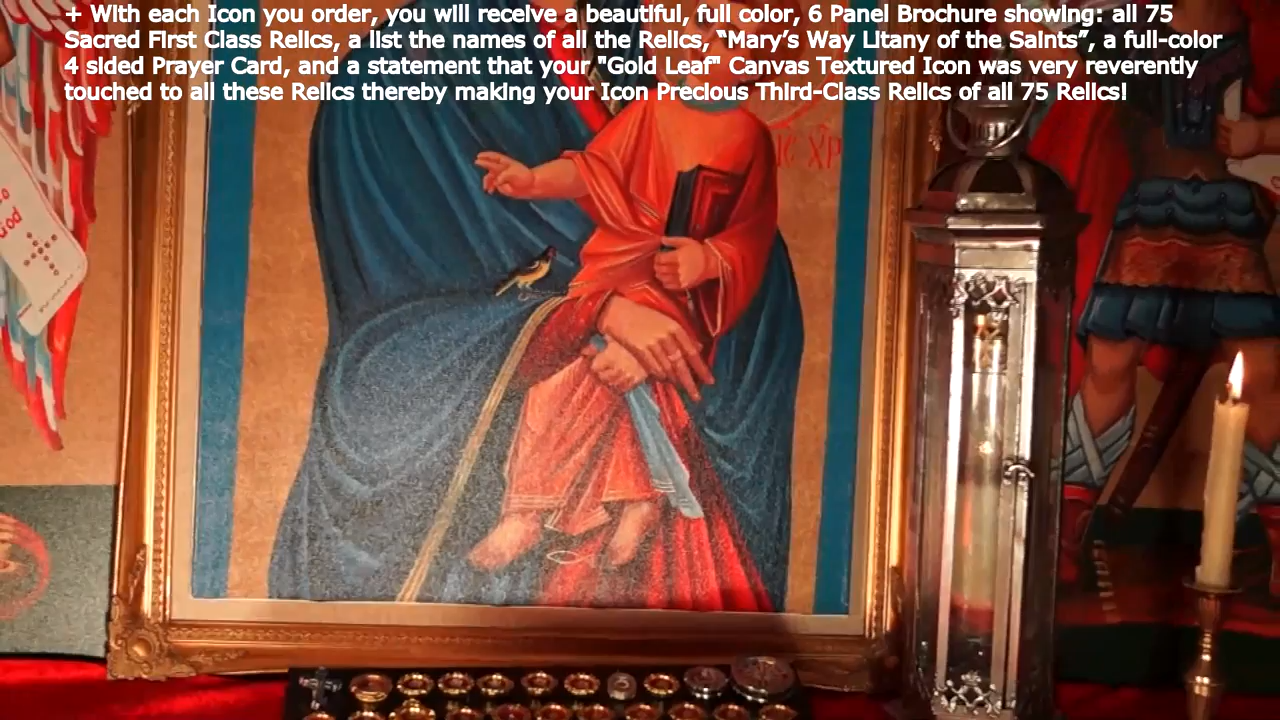 + With each Icon you order, you will receive a beautiful, full color, 6 Panel Brochure showing: all 75
Sacred First Class Relics, a list the names of all the Relics, “Mary’s Way Litany of the Saints”, a full-color
4 sided Prayer Card, and a statement that your "Gold Leaf" Canvas Textured Icon was very reverently
touched to all these Relics thereby making your Icon Precious Third-Class Relics of all 75 Relics!
IC XP
God